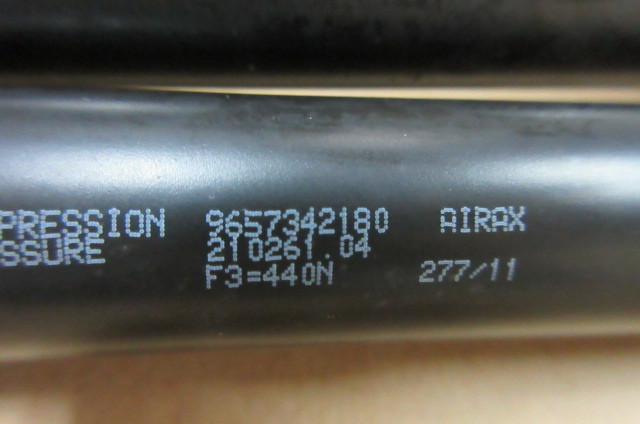 PRESSION 9657342180 AIRAX
SSURE 210261.04
F3=440N 277/11